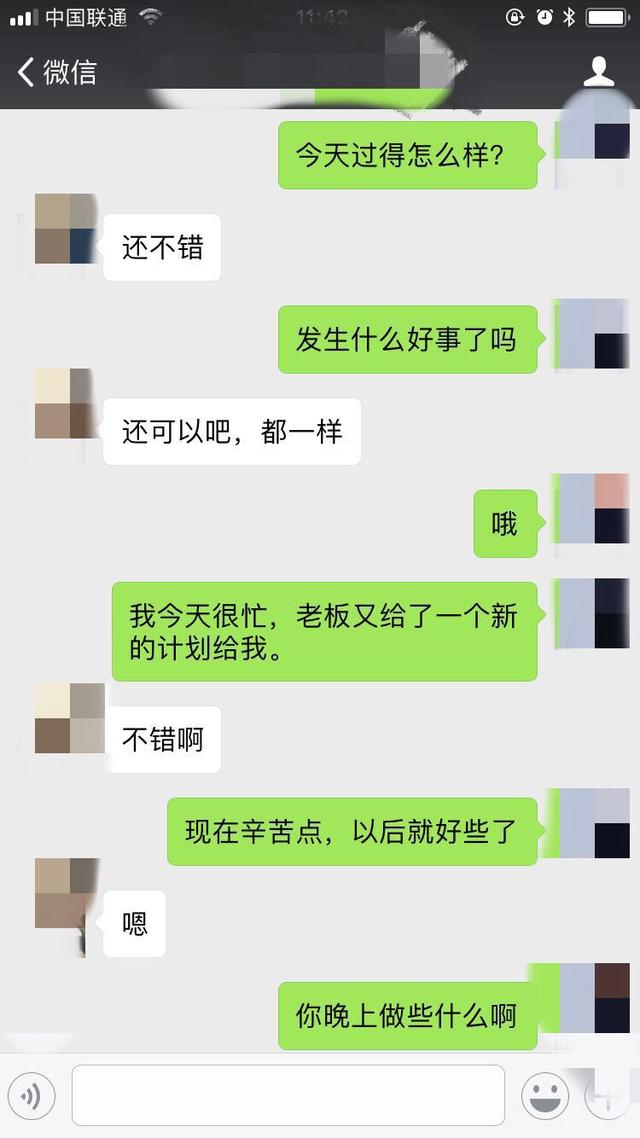 中国联通
11:43
微信
今天过得怎么样？
还不错
发生什么好事了吗
还可以吧，都一样
哦
我今天很忙，老板又给了一个新
的计划给我。
不错啊
现在辛苦点，以后就好些了
嗯
你晚上做些什么啊